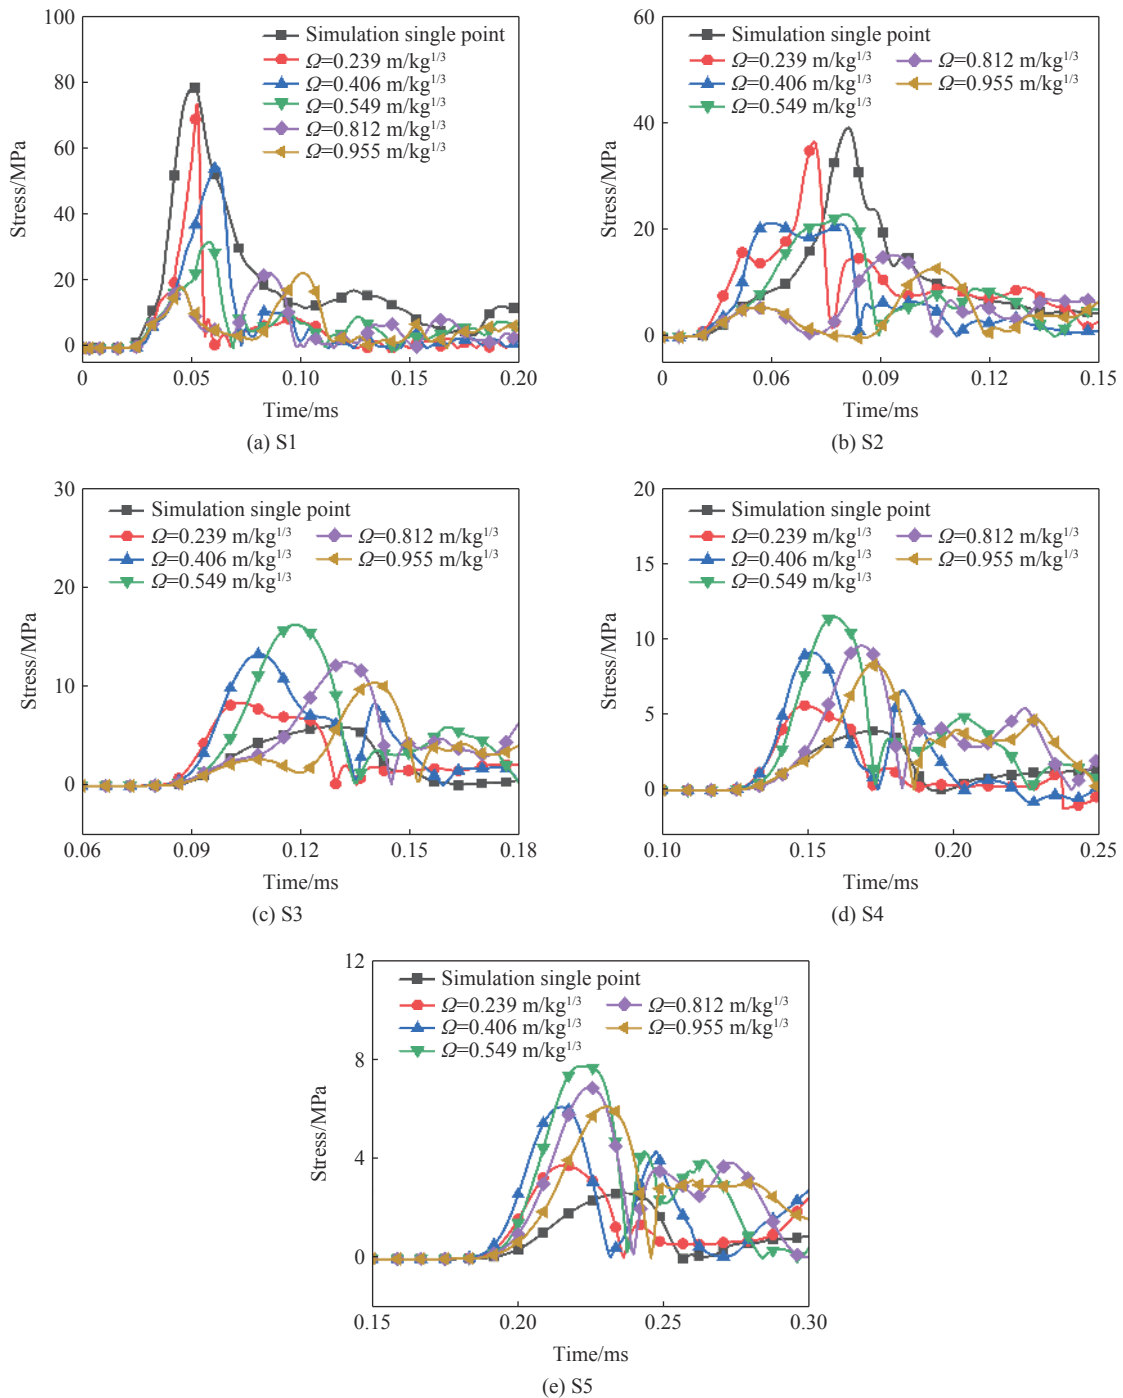 100
80
60
40
20
0
Stress/MPa
Simulation single point
Ω=0.239 m/kg1/3
Ω=0.406 m/kg1/3
Ω=0.549 m/kg1/3
Ω=0.812 m/kg1/3
Ω=0.955 m/kg1/3
0 0.05 0.10 0.15 0.20
Time/ms
(a) S1
60
40
20
0
Stress/MPa
Simulation single point
Ω=0.239 m/kg1/3 Ω=0.812 m/kg1/3
Ω=0.406 m/kg1/3 Ω=0.955 m/kg1/3
Ω=0.549 m/kg1/3
0 0.06 0.09 0.12 0.15
Time/ms
(b) S2
30
20
10
0
Stress/MPa
Simulation single point
Ω=0.239 m/kg1/3 Ω=0.812 m/kg1/3
Ω=0.406 m/kg1/3 Ω=0.955 m/kg1/3
Ω=0.549 m/kg1/3
0.06 0.09 0.12 0.15 0.18
Time/ms
(c) S3
20
15
10
5
0
Stress/MPa
Simulation single point
Ω=0.239 m/kg1/3 Ω=0.812 m/kg1/3
Ω=0.406 m/kg1/3 Ω=0.955 m/kg1/3
Ω=0.549 m/kg1/3
0.10 0.15 0.20 0.25
Time/ms
(d) S4
12
8
4
0
Stress/MPa
Simulation single point
Ω=0.239 m/kg1/3 Ω=0.812 m/kg1/3
Ω=0.406 m/kg1/3 Ω=0.955 m/kg1/3
Ω=0.549 m/kg1/3
0.15 0.20 0.25 0.30
Time/ms
(e) S5